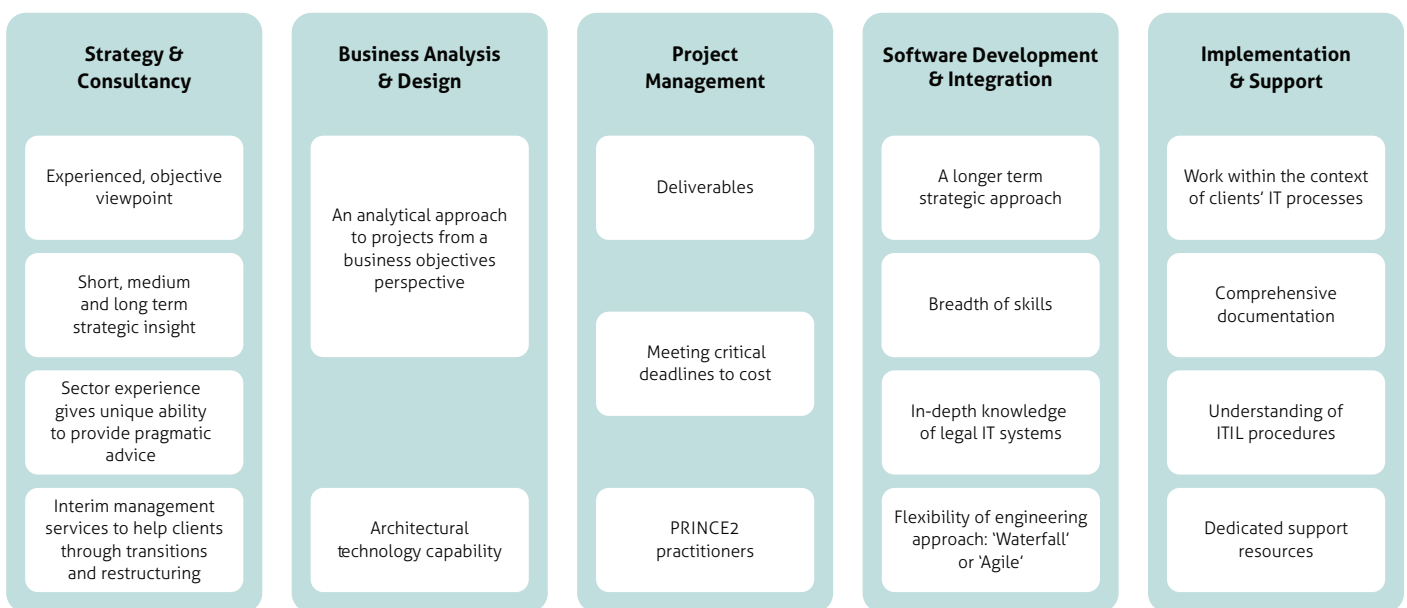 Strategy &
Consultancy
Experienced, objective
viewpoint
Short, medium
and long term
strategic insight
Sector experience
gives unique ability
to provide pragmatic
advice
Interim management
services to help clients
through transitions
and restructuring
Business Analysis
& Design
An analytical approach
to projects from a
business objectives
perspective
Architectural
technology capability
Project
Management
Deliverables
Meeting critical
deadlines to cost
PRINCE2
practitioners
Software Development
& Integration
A longer term
strategic approach
Breadth of skills
In-depth knowledge
of legal IT systems
Flexibility of engineering
approach: ‘Waterfall’
or ‘Agile’
Implementation
& Support
Work within the context
of clients’ IT processes
Comprehensive
documentation
Understanding of
ITIL procedures
Dedicated support
resources